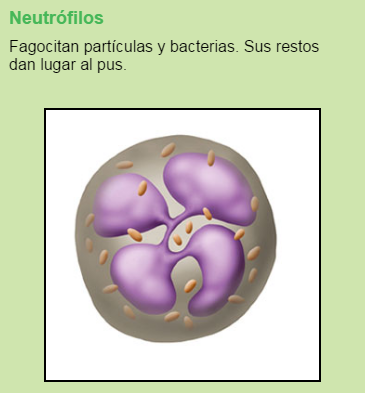 Neutrófilos
Fagocitan partículas y bacterias. Sus restos
dan lugar al pus.